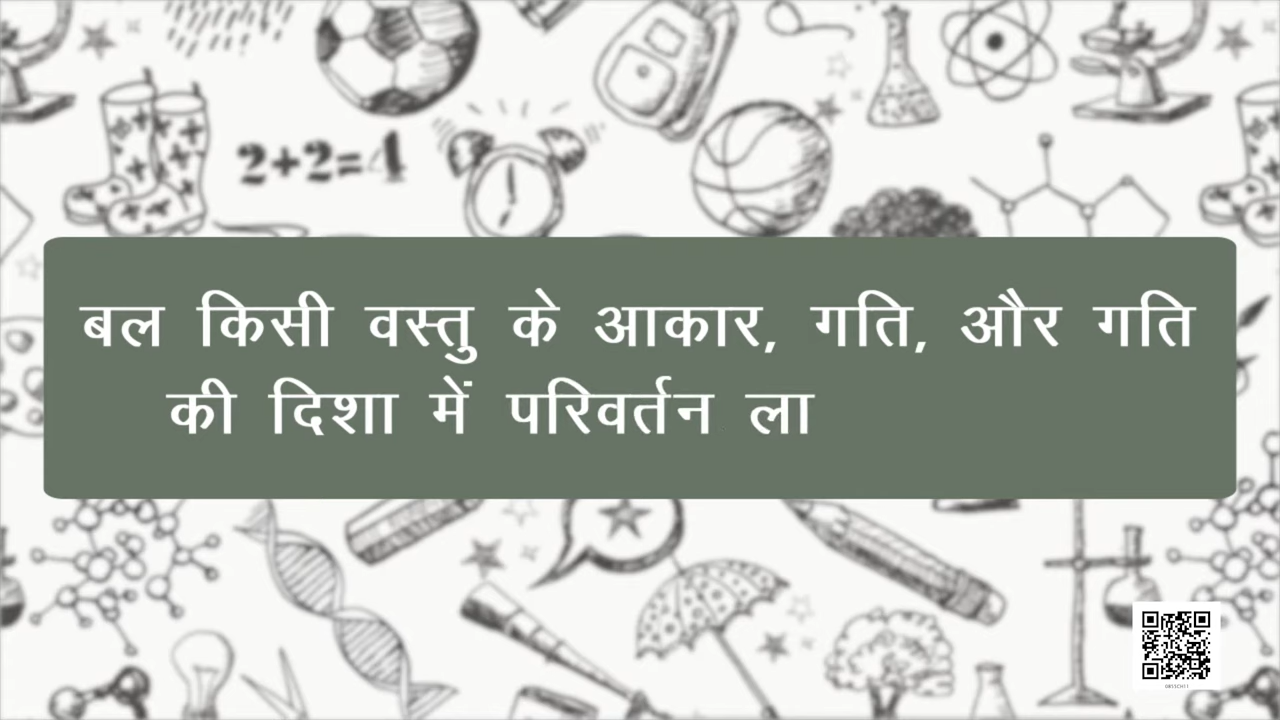 2+2=4
बल किसी वस्तु के आकार, गति, और गति
की दिशा में परिवर्तन ला